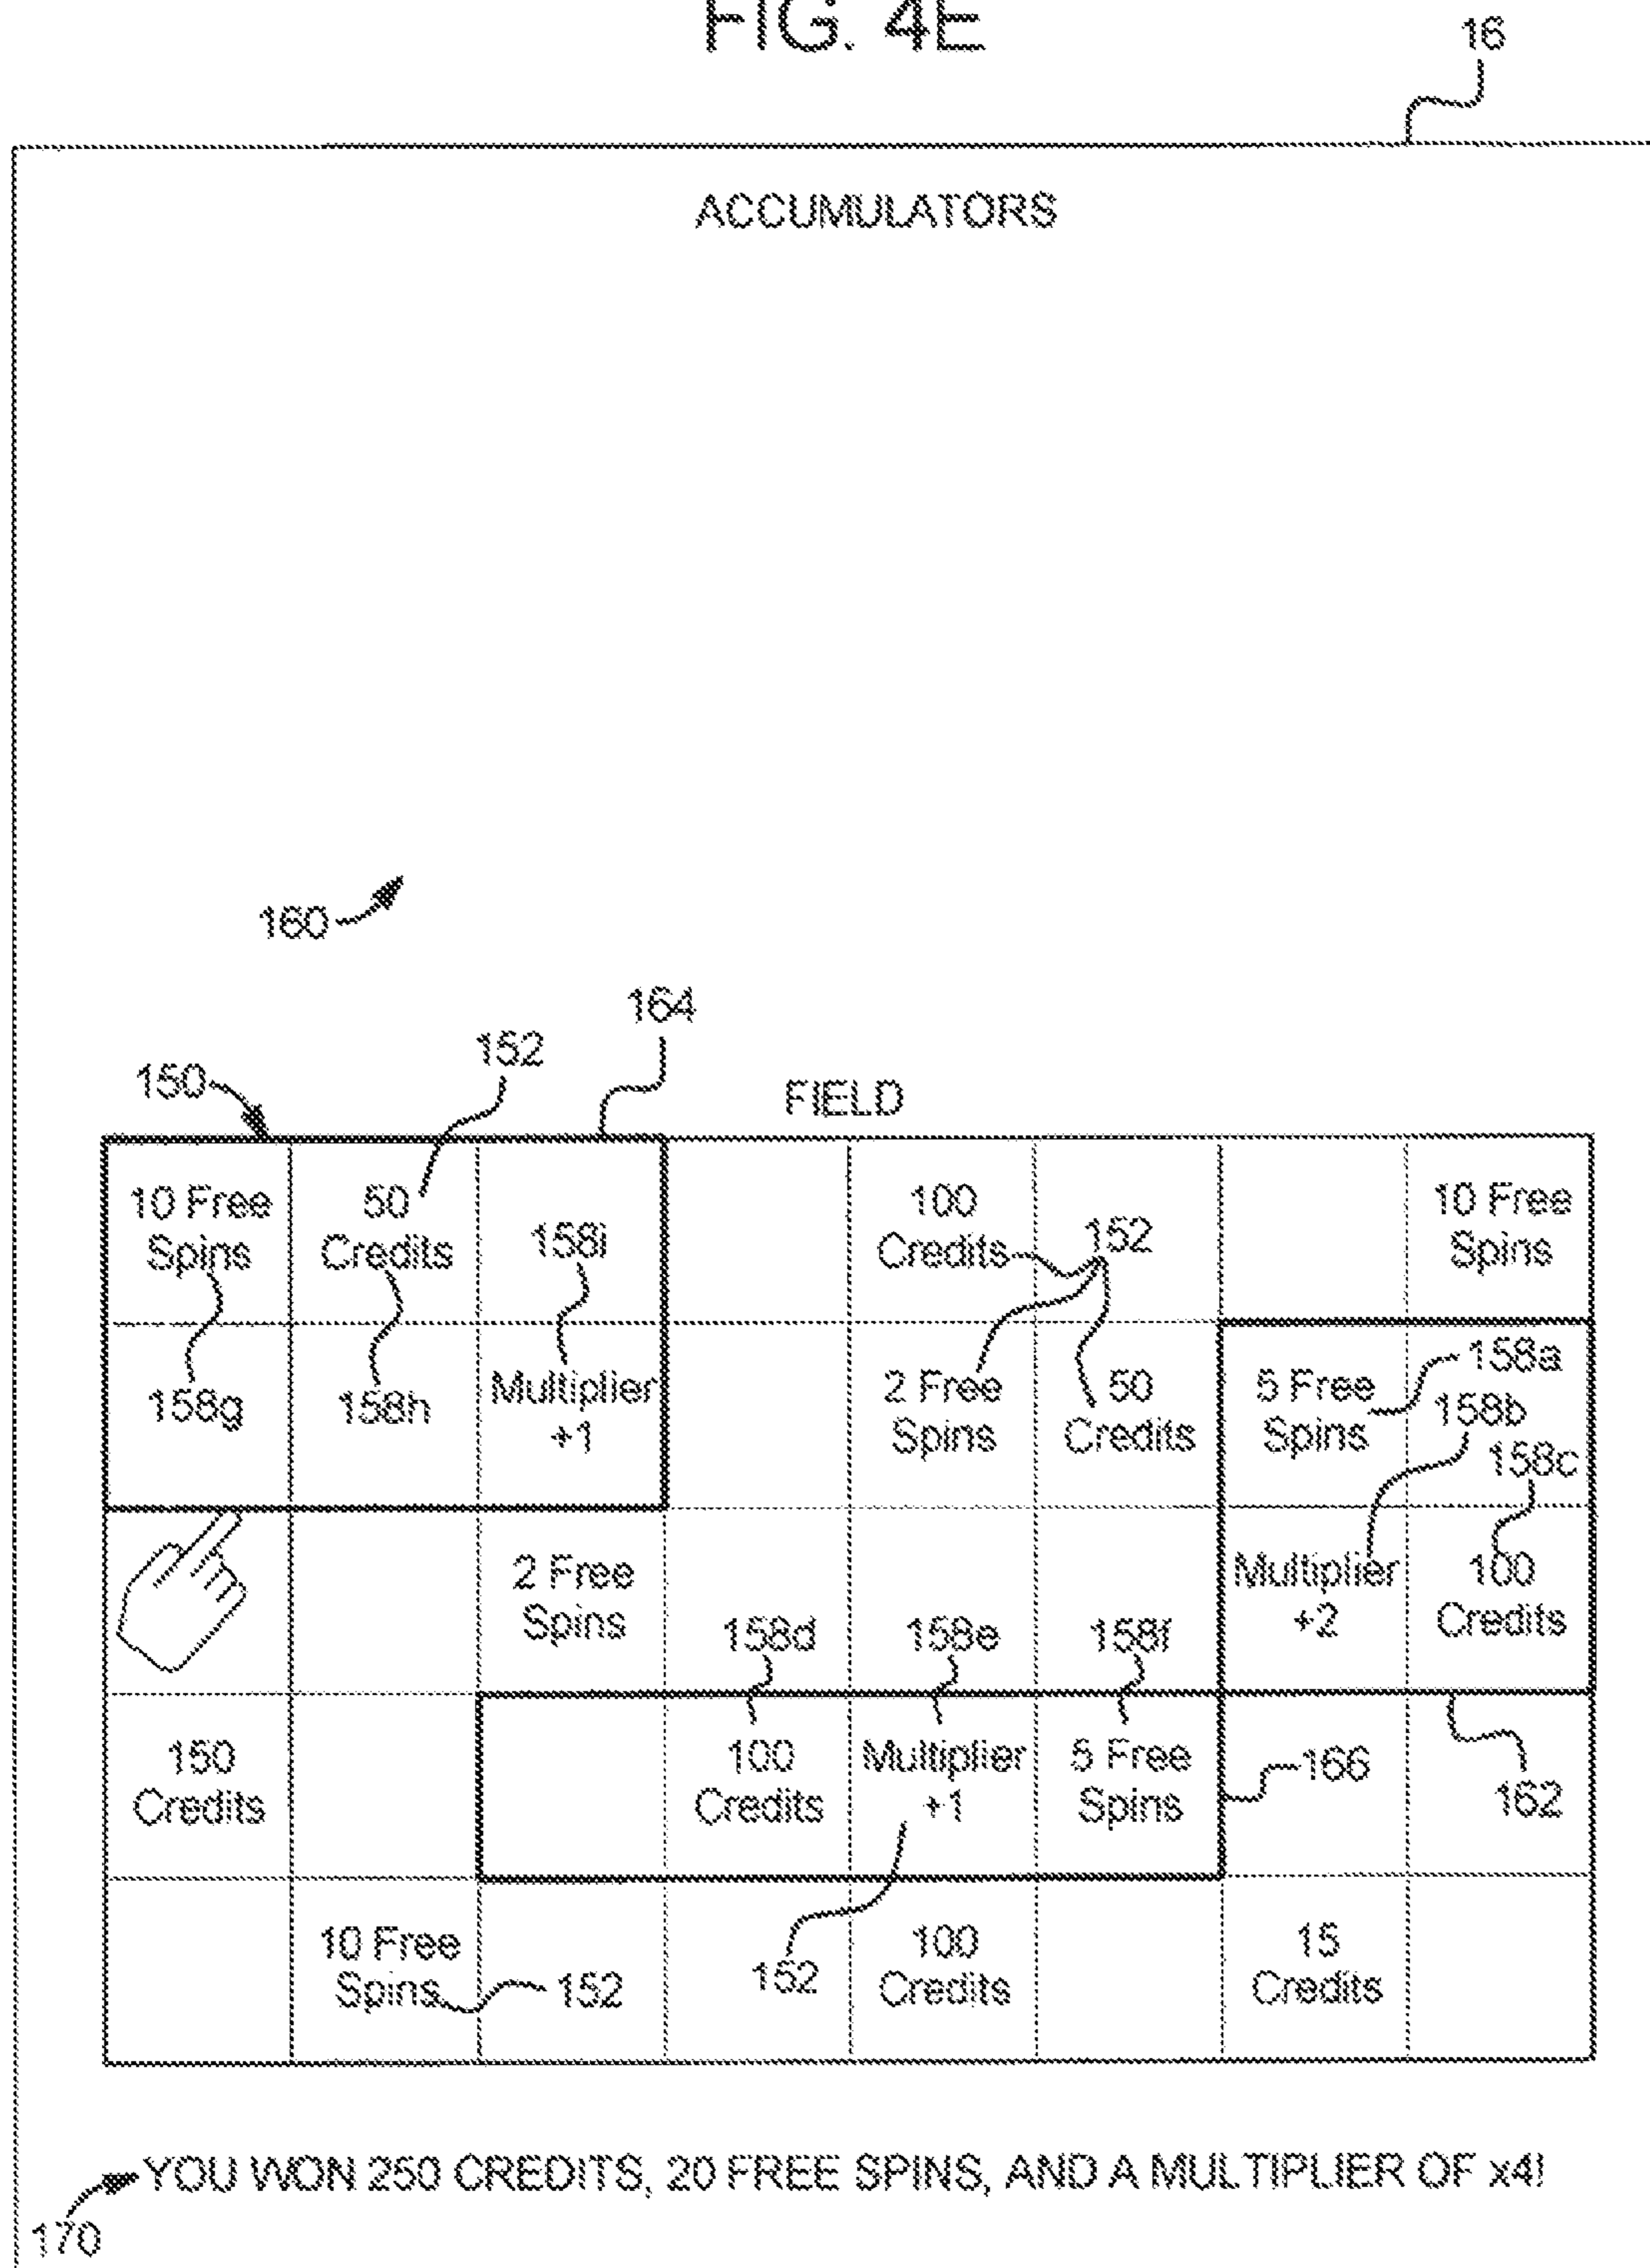 FIG. 4E
16
ACCUMULATORS
160
164
152
150
FIELD
10 Free
Spins
50
Credits
158i
100
Credits
152
10 Free
Spins
158g
158h
Multiplier
+1
2 Free
Spins
50
Credits
5 Free
Spins
158a
158b
158c
2 Free
Spins
158d
158e
158f
Multiplier
+2
100
Credits
150
Credits
100
Credits
Multiplier
+1
5 Free
Spins
166
162
10 Free
Spins
152
152
100
Credits
15
Credits
YOU WON 250 CREDITS, 20 FREE SPINS, AND A MULTIPLIER OF x4!
170